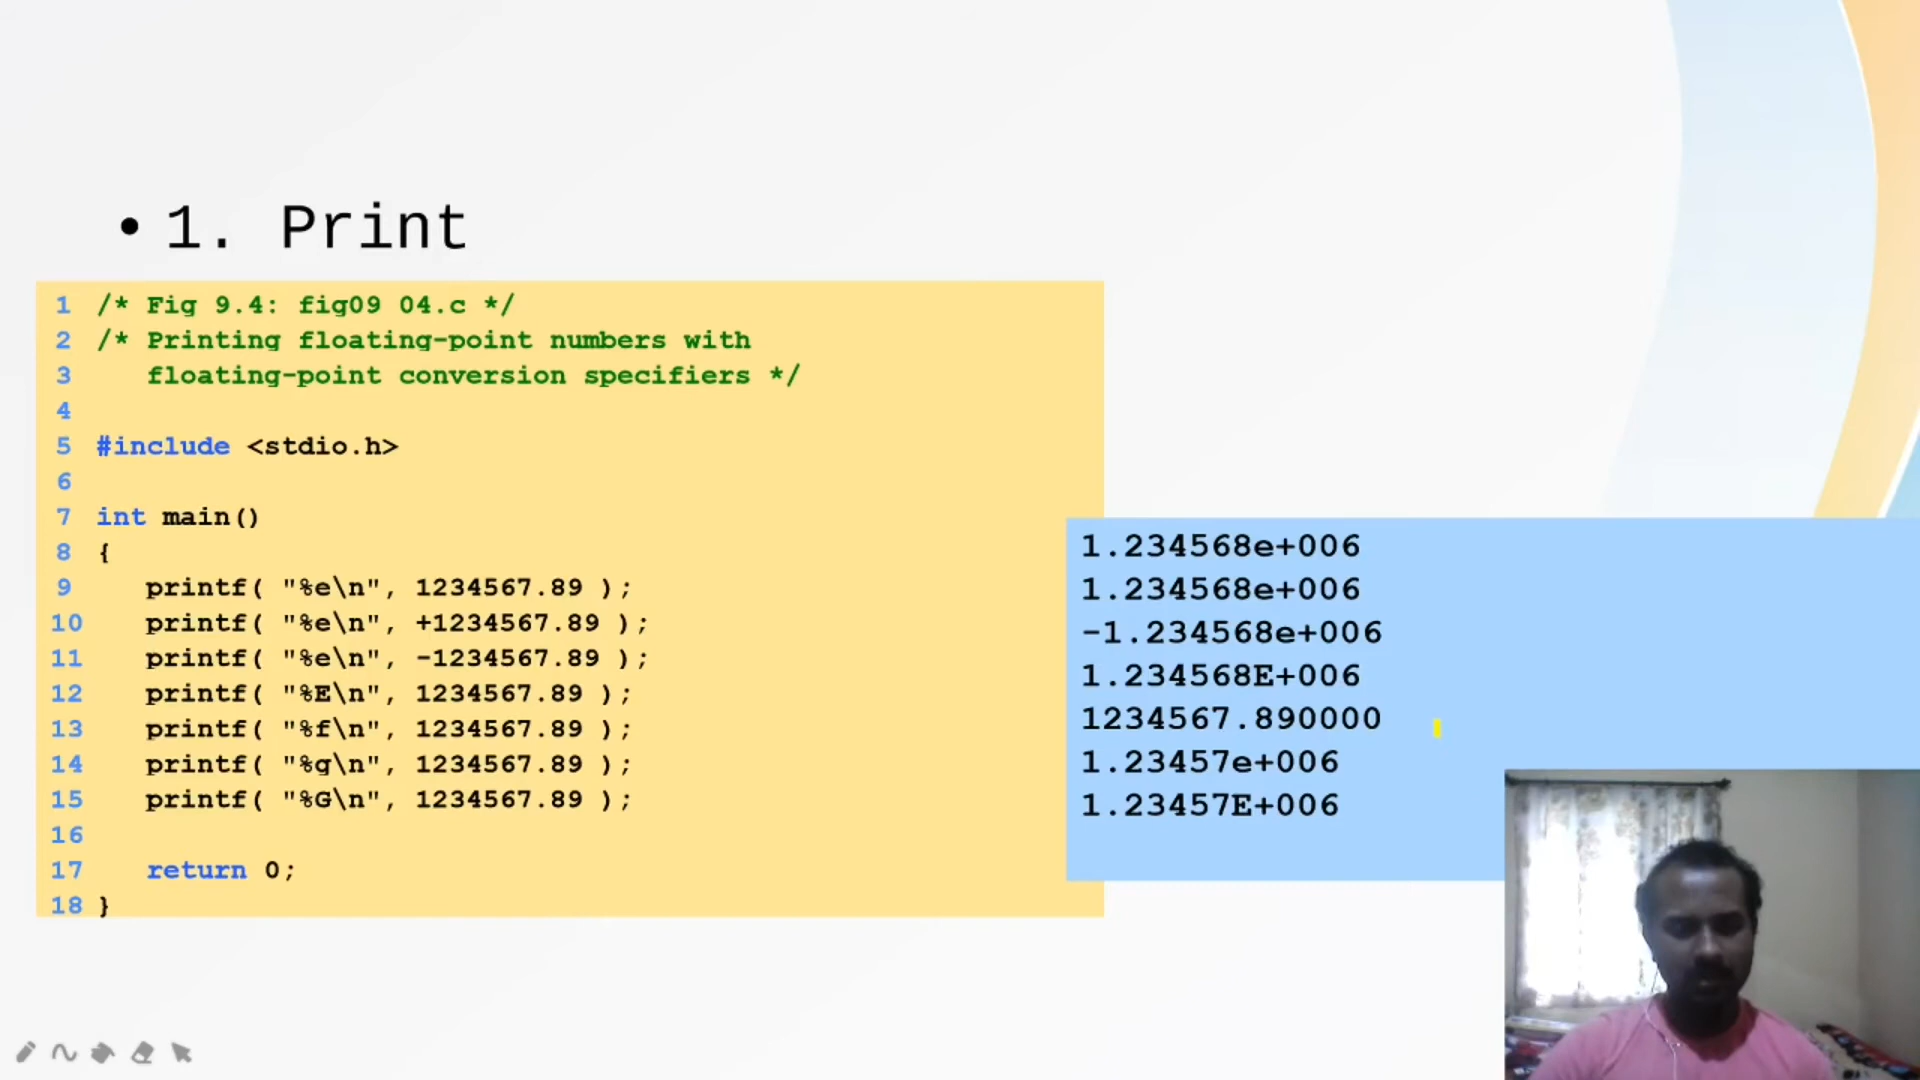 • 1. Print
1 /* Fig 9.4: fig09 04.c */
2 /* Printing floating-point numbers with
3 floating-point conversion specifiers */
4
5 #include <stdio.h>
6
7 int main()
8 {
9 printf( "%e\n", 1234567.89 );
10 printf( "%e\n", +1234567.89 );
11 printf( "%e\n", -1234567.89 );
12 printf( "%E\n", 1234567.89 );
13 printf( "%f\n", 1234567.89 );
14 printf( "%g\n", 1234567.89 );
15 printf( "%G\n", 1234567.89 );
16
17 return 0;
18 }
1.234568e+006
1.234568e+006
-1.234568e+006
1.234568E+006
1234567.890000
1.23457e+006
1.23457E+006